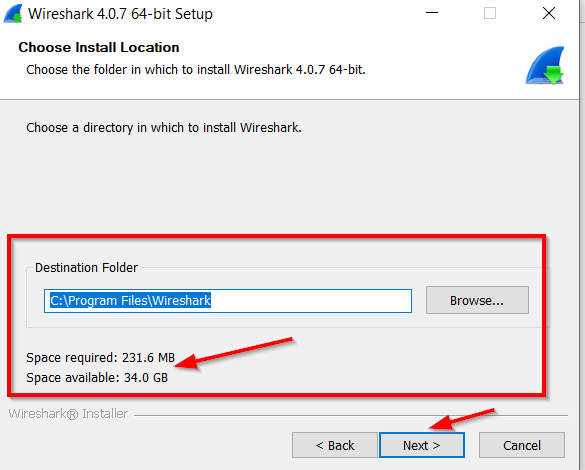 Wireshark 4.0.7 64-bit Setup
Choose Install Location
Choose the folder in which to install Wireshark 4.0.7 64-bit.
Choose a directory in which to install Wireshark.
Destination Folder
C:\Program Files\Wireshark
Browse...
Space required: 231.6 MB
Space available: 34.0 GB
Wireshark® Installer
< Back
Next >
Cancel